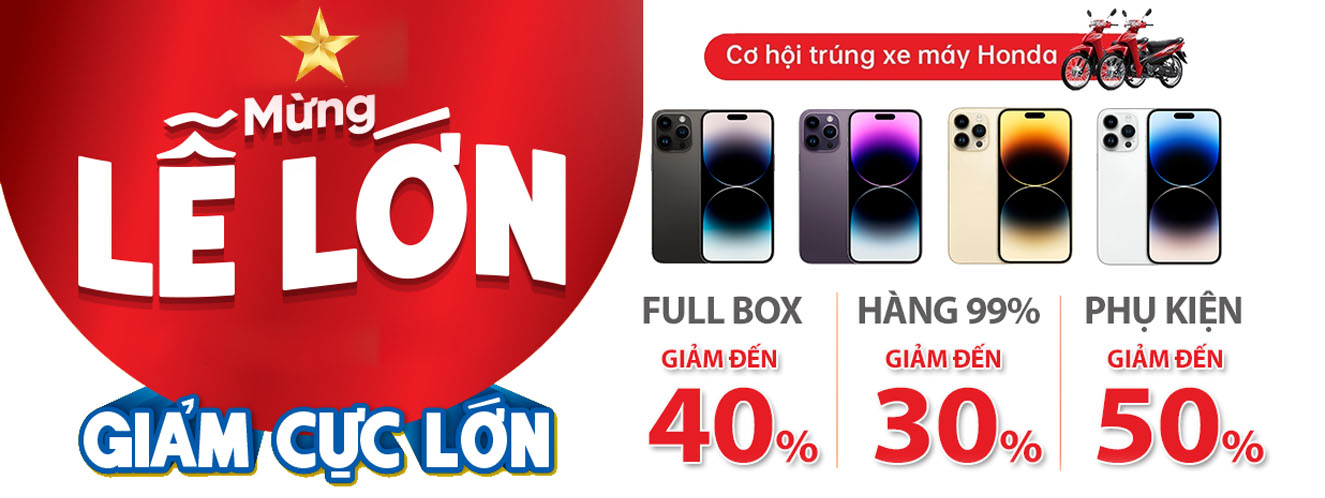 Mừng
LỄ LỚN
GIẢM CỰC LỚN
Cơ hội trúng xe máy Honda
FULL BOX
GIẢM ĐẾN
40%
HÀNG 99%
GIẢM ĐẾN
30%
PHỤ KIỆN
GIẢM ĐẾN
50%